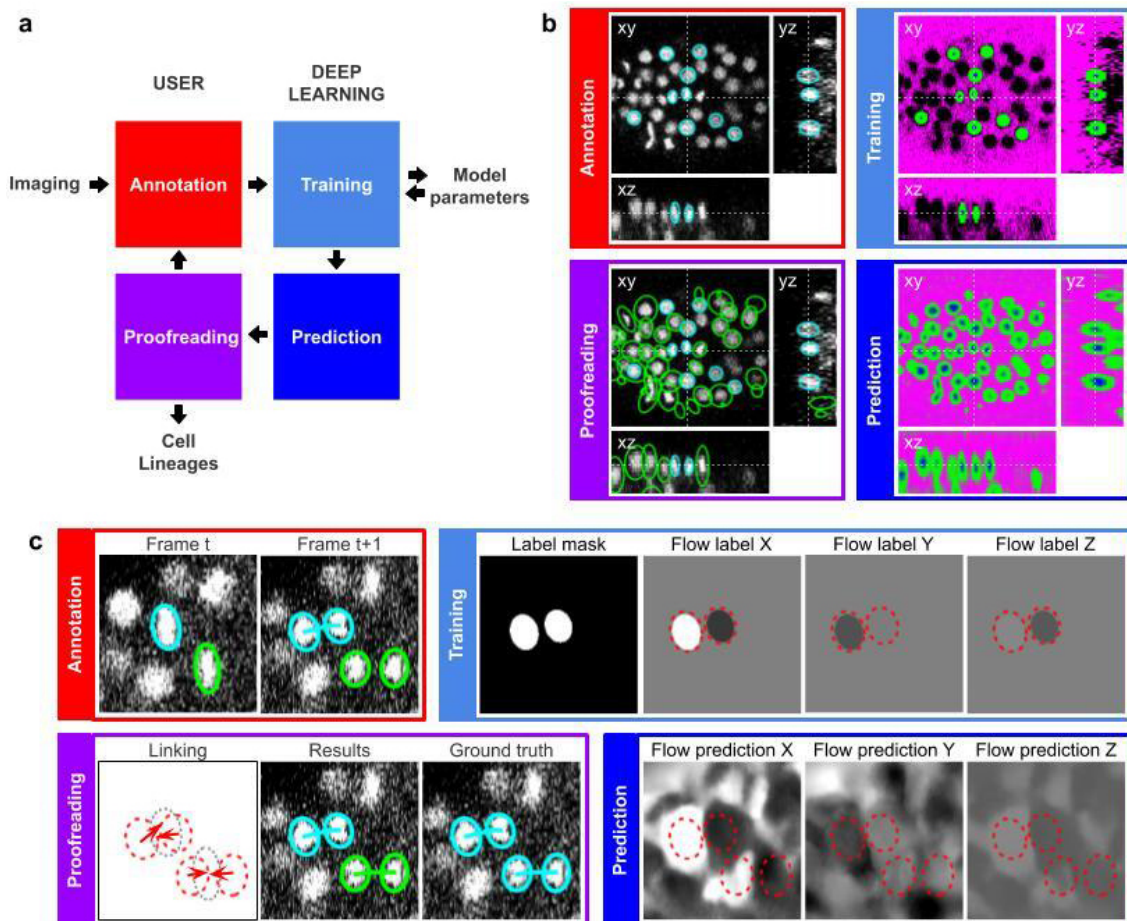 a
USER
DEEP
LEARNING
Imaging
Annotation
Training
Model
parameters
Proofreading
Prediction
Cell
Lineages
b
Annotation
xy
yz
xz
Training
xy
yz
xz
Proofreading
xy
yz
xz
Prediction
xy
yz
xz
c
Annotation
Frame t
Frame t+1
Training
Label mask
Flow label X
Flow label Y
Flow label Z
Proofreading
Linking
Results
Ground truth
Prediction
Flow prediction X
Flow prediction Y
Flow prediction Z